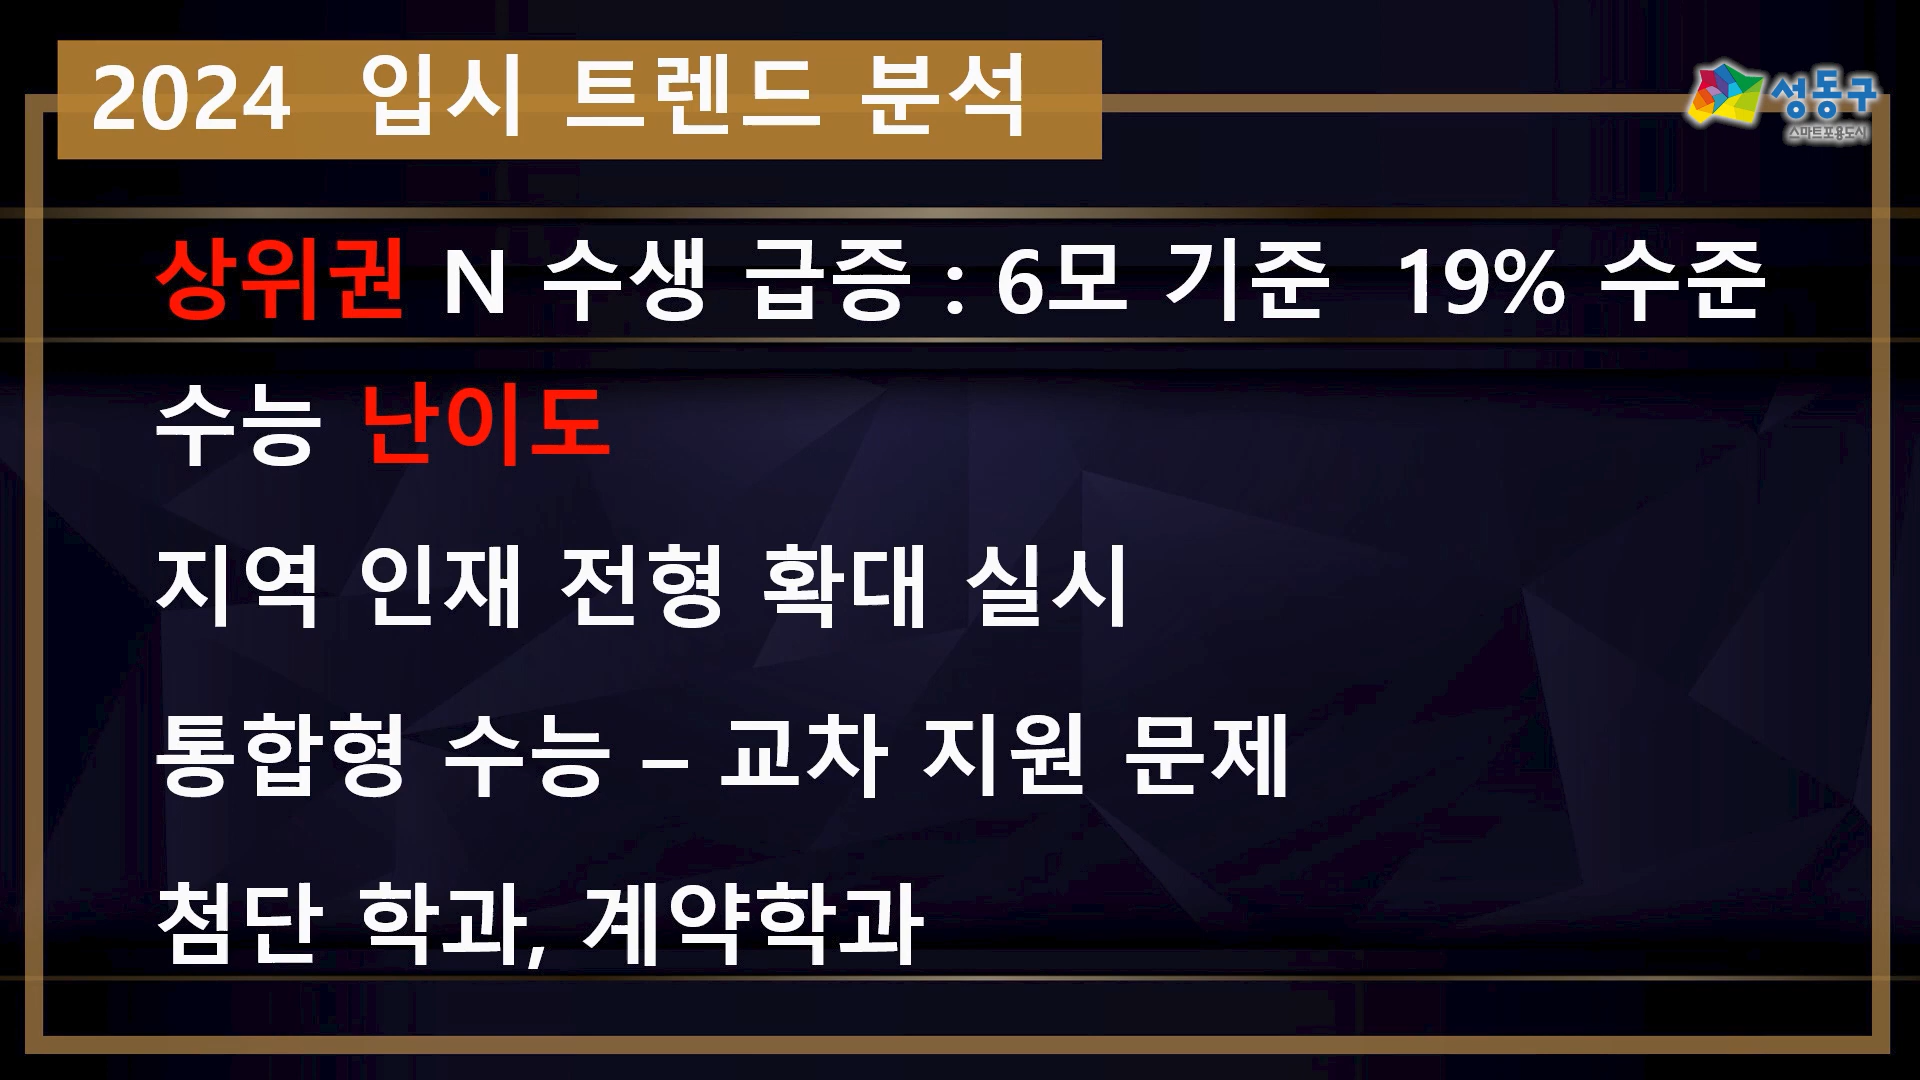 2024 입시 트렌드 분석
성동구
스마트포용도시
상위권 N 수생 급증 : 6모 기준 19% 수준
수능 난이도
지역 인재 전형 확대 실시
통합형 수능 – 교차 지원 문제
첨단 학과, 계약학과